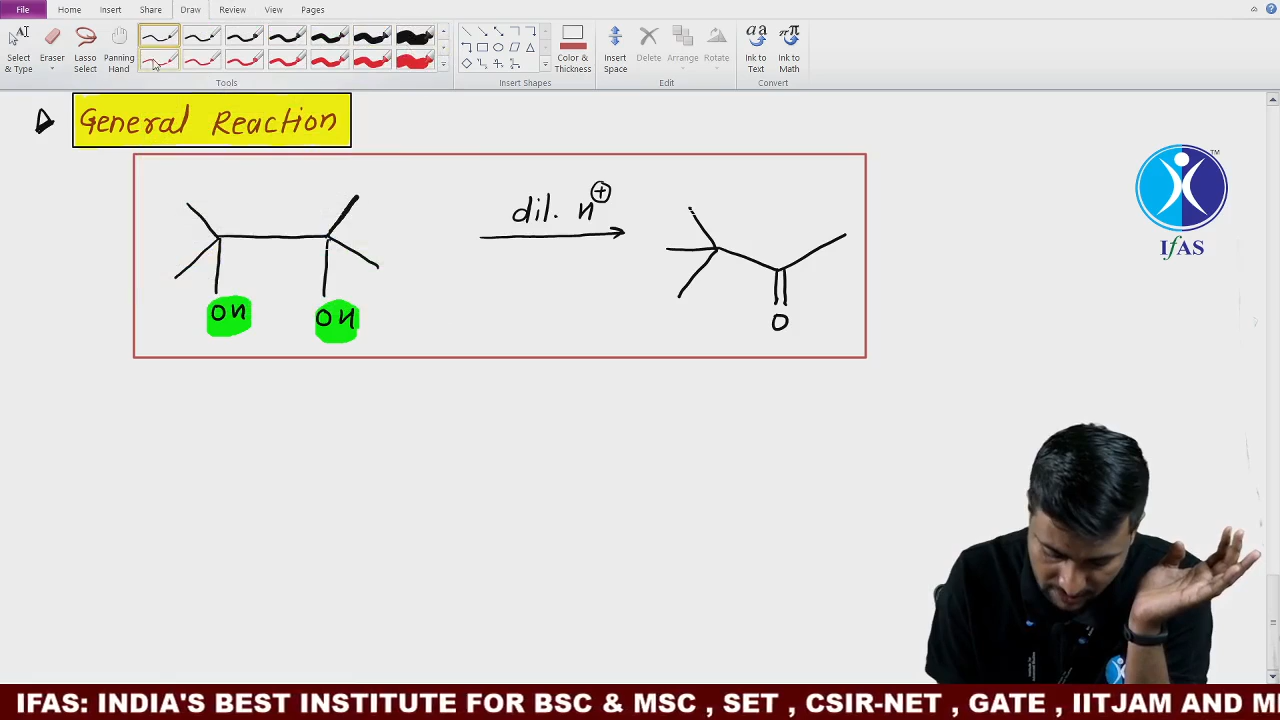 File Home Insert Share Draw Review View Pages
Select & Type Eraser Lasso Select Panning Hand Color & Thickness Insert Space Delete Arrange Rotate Ink to Text Ink to Math
Tools Insert Shapes Edit Convert
General Reaction
dil. H⊕
OH OH
O
TM
IfAS
IFAS: INDIA'S BEST INSTITUTE FOR BSC & MSC , SET , CSIR-NET , GATE , IITJAM AND M